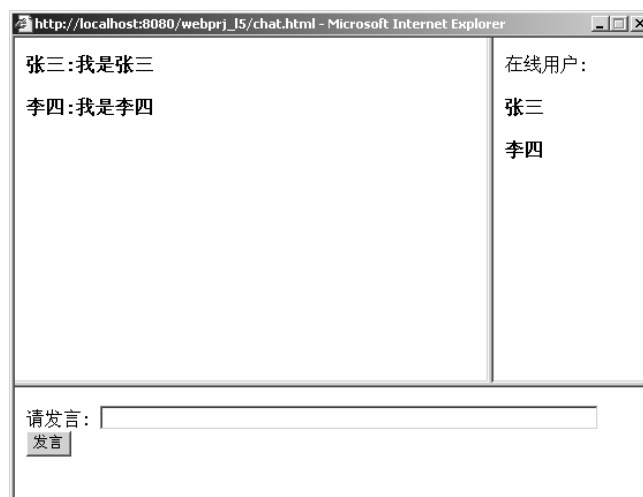 http://localhost:8080/webprj_15/chat.html - Microsoft Internet Explorer
张三:我是张三
李四:我是李四
在线用户:
张三
李四
请发言:
发言